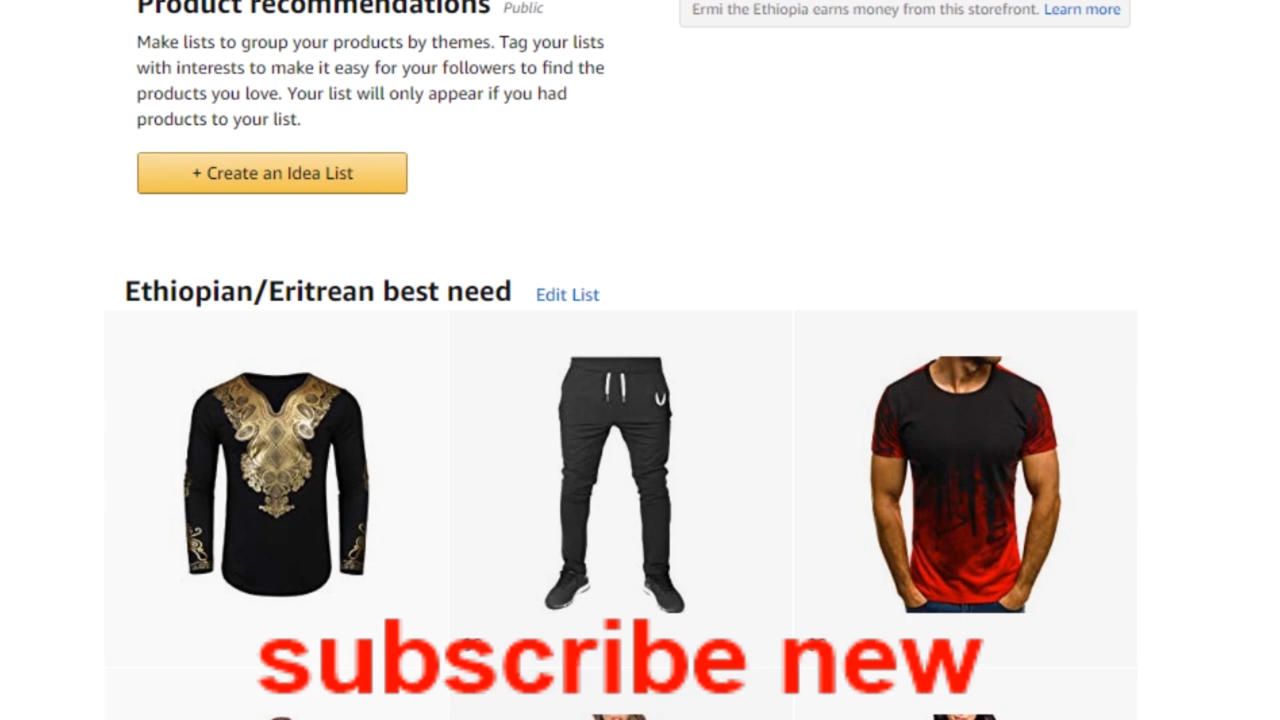 Product recommendations Public
Ermi the Ethiopia earns money from this storefront. Learn more
Make lists to group your products by themes. Tag your lists
with interests to make it easy for your followers to find the
products you love. Your list will only appear if you had
products to your list.
+ Create an Idea List
Ethiopian/Eritrean best need Edit List
subscribe new